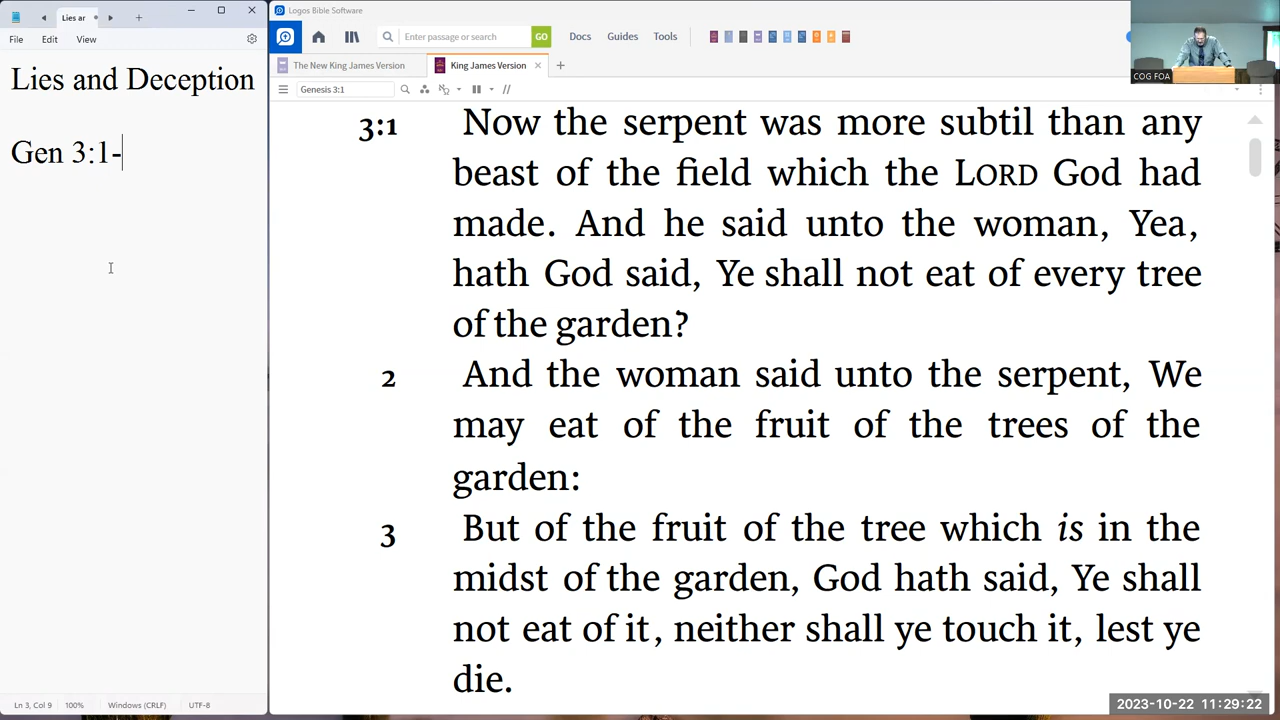 Lies ar
File Edit View
Lies and Deception
Gen 3:1-
Ln 3, Col 9 100% Windows (CRLF) UTF-8
Logos Bible Software
Enter passage or search GO Docs Guides Tools
The New King James Version King James Version
Genesis 3:1
3:1 Now the serpent was more subtil than any
beast of the field which the LORD God had
made. And he said unto the woman, Yea,
hath God said, Ye shall not eat of every tree
of the garden?
2 And the woman said unto the serpent, We
may eat of the fruit of the trees of the
garden:
3 But of the fruit of the tree which is in the
midst of the garden, God hath said, Ye shall
not eat of it, neither shall ye touch it, lest ye
die.
COG FOA
2023-10-22 11:29:22